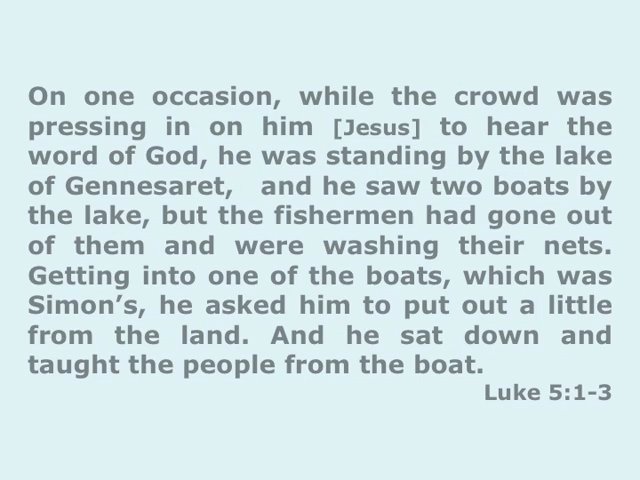 On one occasion, while the crowd was
pressing in on him [Jesus] to hear the
word of God, he was standing by the lake
of Gennesaret, and he saw two boats by
the lake, but the fishermen had gone out
of them and were washing their nets.
Getting into one of the boats, which was
Simon’s, he asked him to put out a little
from the land. And he sat down and
taught the people from the boat.
Luke 5:1-3